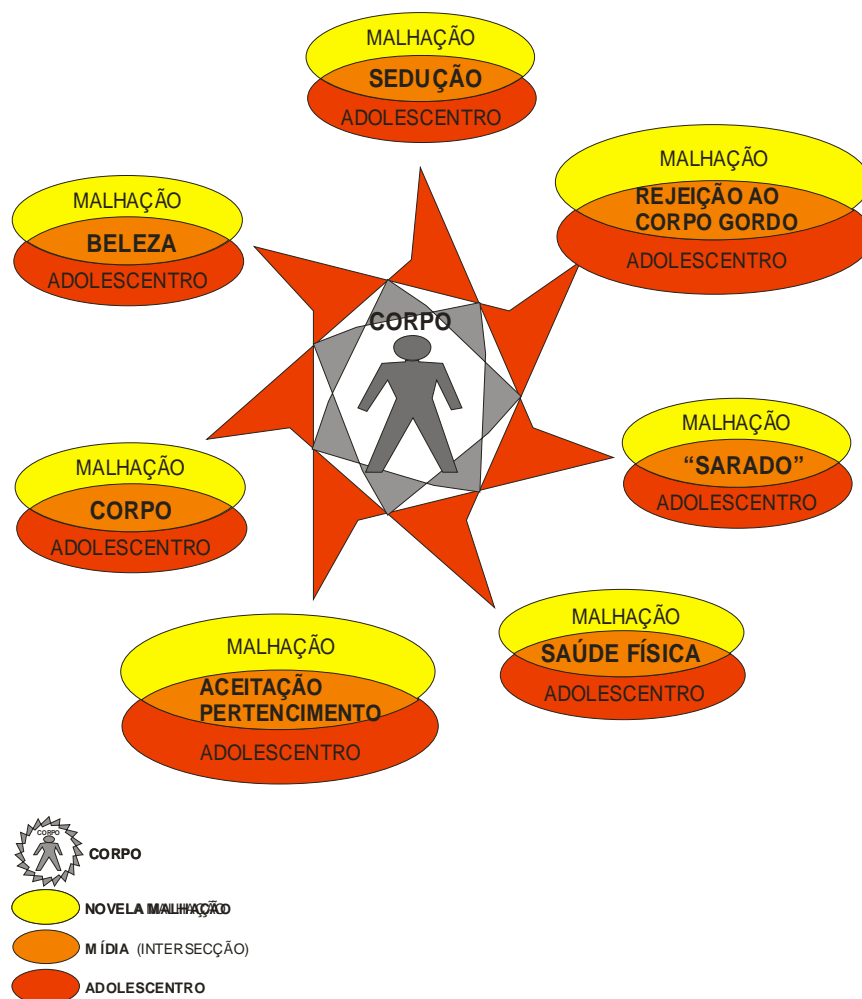 MALHAÇÃO
SEDUÇÃO
ADOLESCENTRO
MALHAÇÃO
REJEIÇÃO AO
CORPO GORDO
ADOLESCENTRO
MALHAÇÃO
BELEZA
ADOLESCENTRO
CORPO
MALHAÇÃO
“SARADO”
ADOLESCENTRO
MALHAÇÃO
CORPO
ADOLESCENTRO
MALHAÇÃO
SAÚDE FÍSICA
ADOLESCENTRO
MALHAÇÃO
ACEITAÇÃO
PERTENCIMENTO
ADOLESCENTRO
CORPO
CORPO
NOVELA MALHAÇÃO
MÍDIA (INTERSECÇÃO)
ADOLESCENTRO